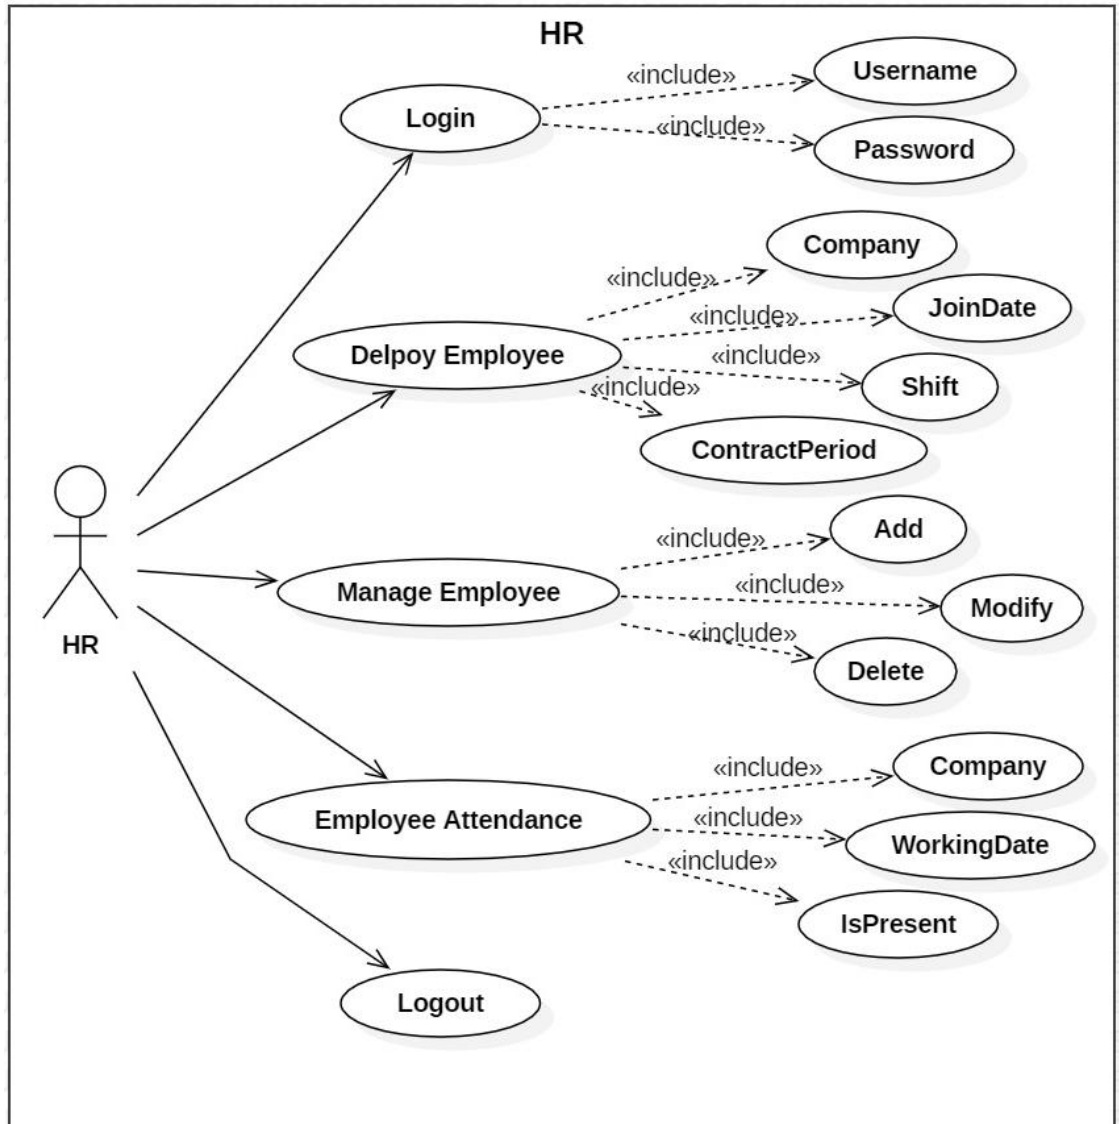 HR
«include»
Username
Login
«include»
Password
Company
«include»
JoinDate
«include»
Delpoy Employee
«include»
Shift
«include»
ContractPeriod
Add
«include»
«include»
Manage Employee
Modify
«include»
HR
Delete
Company
«include»
«include»
Employee Attendance
WorkingDate
«include»
IsPresent
Logout